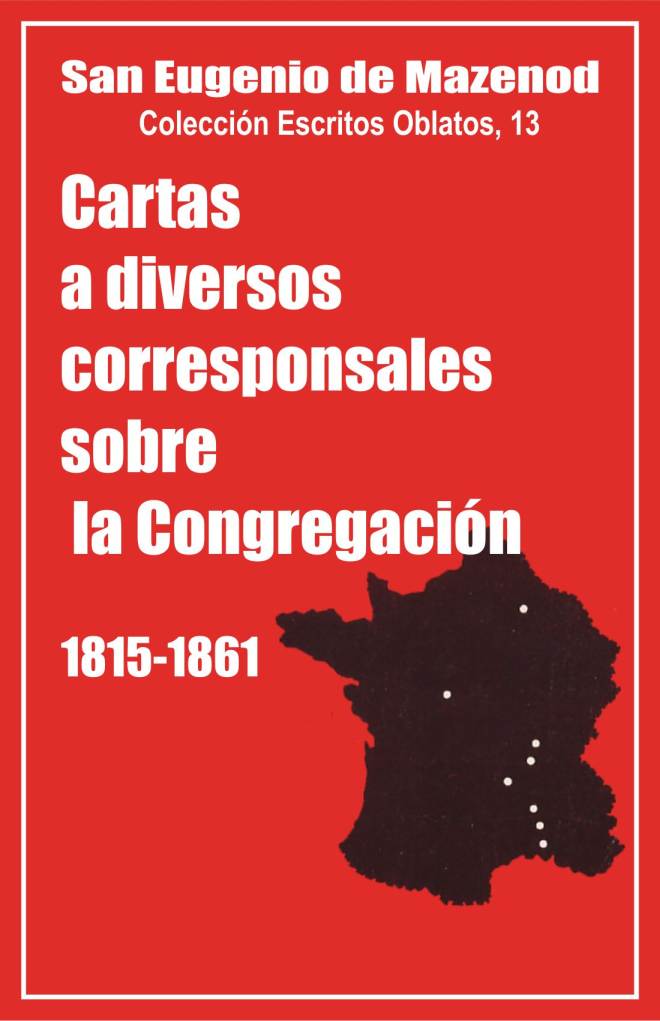 San Eugenio de Mazenod
Colección Escritos Oblatos, 13
Cartas
a diversos
corresponsales
sobre
la Congregación
1815-1861